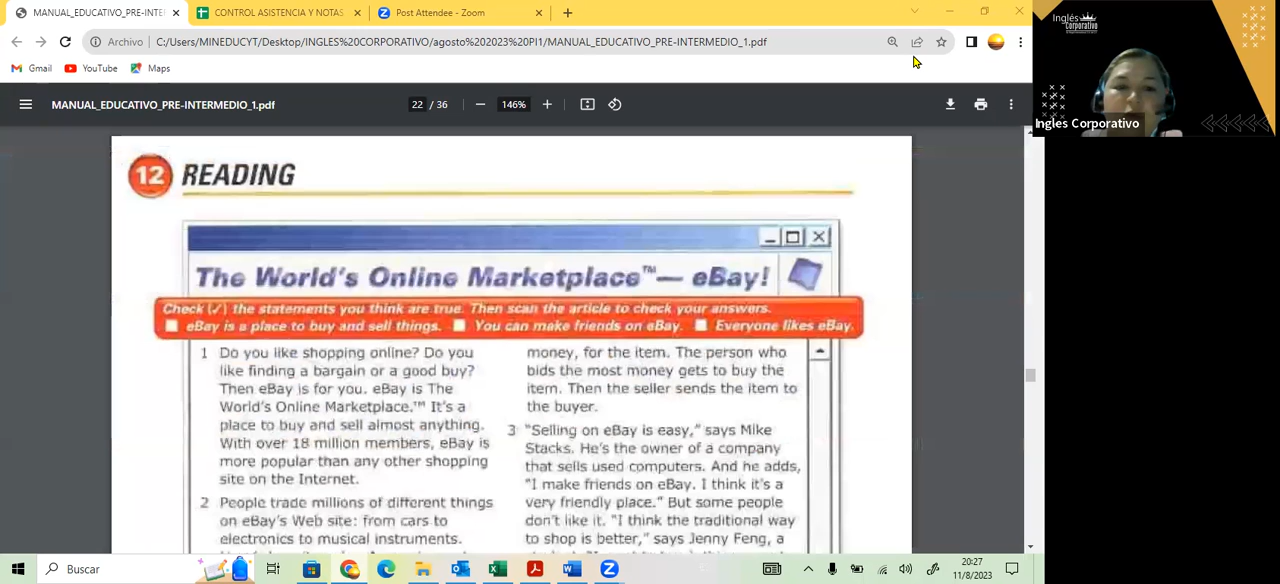 MANUAL_EDUCATIVO_PRE-INTER
CONTROL ASISTENCIA Y NOTAS
Post Attendee - Zoom
Archivo
C:/Users/MINEDUCYT/Desktop/INGLES%20CORPORATIVO/agosto%202023%20PI1/MANUAL_EDUCATIVO_PRE-INTERMEDIO_1.pdf
Gmail
YouTube
Maps
MANUAL_EDUCATIVO_PRE-INTERMEDIO_1.pdf
22 / 36
146%
Inglés
Corporativo
Ingles Corporativo
12 READING
The World's Online Marketplace™— eBay!
Check (✓) the statements you think are true. Then scan the article to check your answers.
eBay is a place to buy and sell things.
You can make friends on eBay.
Everyone likes eBay.
1 Do you like shopping online? Do you
like finding a bargain or a good buy?
Then eBay is for you. eBay is The
World's Online Marketplace.™ It's a
place to buy and sell almost anything.
With over 18 million members, eBay is
more popular than any other shopping
site on the Internet.
2 People trade millions of different things
on eBay's Web site: from cars to
electronics to musical instruments.
money, for the item. The person who
bids the most money gets to buy the
item. Then the seller sends the item to
the buyer.
3 "Selling on eBay is easy," says Mike
Stacks. He's the owner of a company
that sells used computers. And he adds,
"I make friends on eBay. I think it's a
very friendly place." But some people
don't like it. "I think the traditional way
to shop is better," says Jenny Feng, a
Buscar
20:27
11/8/2023